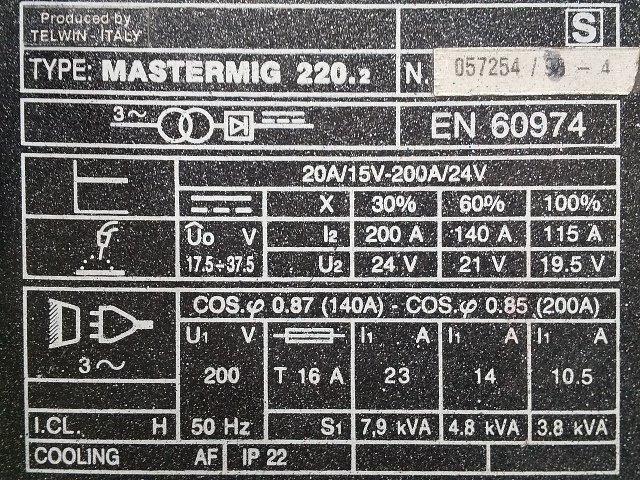 Produced by
TELWIN - ITALY
S
TYPE: MASTERMIG 220.2 N. 057254 / - 4
3~ EN 60974
20A/15V-200A/24V
X 30% 60% 100%
Uo V I2 200 A 140 A 115 A
17.5÷37.5 U2 24 V 21 V 19.5 V
COS.φ 0.87 (140A) - COS.φ 0.85 (200A)
U1 V I1 A I1 A I1 A
3~ 200 T 16 A 23 14 10.5
I.CL. H 50 Hz S1 7,9 kVA 4.8 kVA 3.8 kVA
COOLING AF IP 22